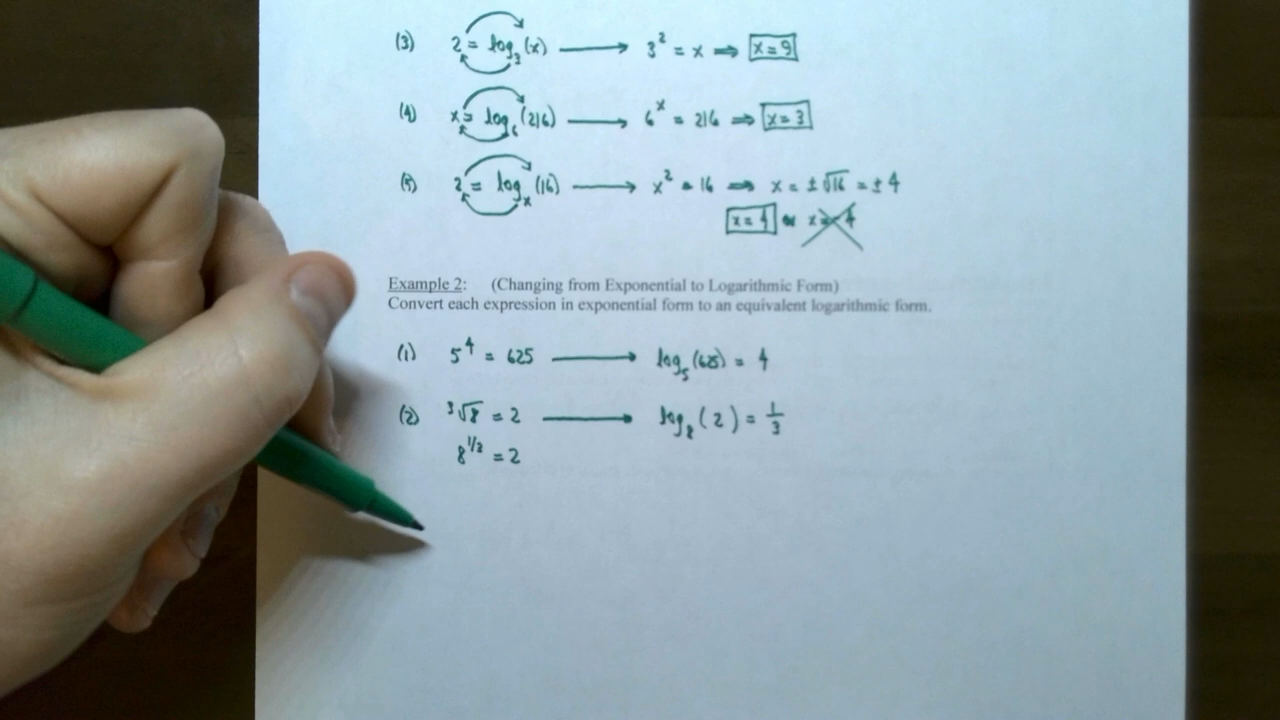 (3) 2 = log₃(x) ⟶ 3² = x ⟹ x = 9
(4) x = log₆(216) ⟶ 6ˣ = 216 ⟹ x = 3
(5) 2 = logₓ(16) ⟶ x² = 16 ⟹ x = ±√16 = ± 4
x = 4 or x = -4
Example 2: (Changing from Exponential to Logarithmic Form)
Convert each expression in exponential form to an equivalent logarithmic form.
(1) 5⁴ = 625 ⟶ log₅(625) = 4
(2) ³√8 = 2 ⟶ log₈(2) = 1/3
8^1/3 = 2